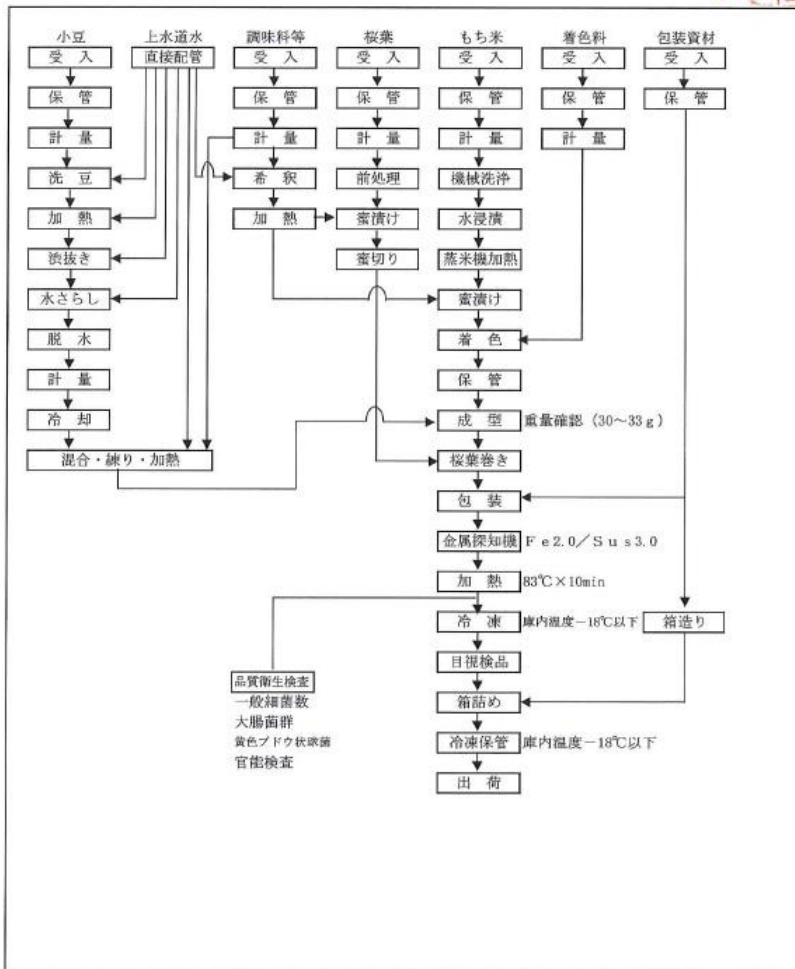 小豆 上水道水 調味料等 桜葉 もち米 着色料 包装資材
受 入 直接配管 受 入 受 入 受 入 受 入 受 入
保 管 保 管 保 管 保 管 保 管 保 管
計 量 計 量 計 量 計 量 計 量
洗 豆 希 釈 前処理 機械洗浄
加 熱 加 熱 蜜漬け 水浸漬
渋抜き 蜜切り 蒸米機加熱
水さらし 蜜漬け
脱 水 着 色
計 量 保 管
冷 却 成 型 重量確認（30～33ｇ）
混合・練り・加熱 桜葉巻き
包 装
金属探知機 Ｆｅ2.0／Ｓｕｓ3.0
加 熱 83℃×10min
冷 凍 庫内温度－18℃以下 箱造り
目視検品
品質衛生検査
一般細菌数 箱詰め
大腸菌群
黄色ブドウ状球菌 冷凍保管 庫内温度－18℃以下
官能検査
出 荷